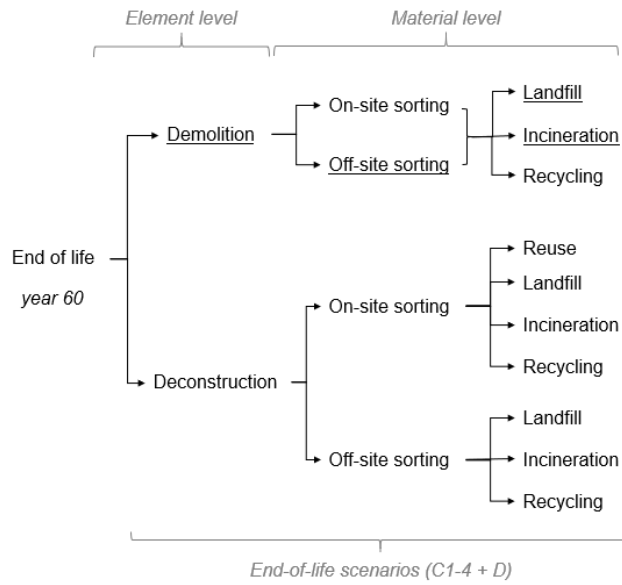 Element level
Material level
End of life
year 60
Demolition
On-site sorting
Off-site sorting
Landfill
Incineration
Recycling
Deconstruction
On-site sorting
Reuse
Landfill
Incineration
Recycling
Off-site sorting
Landfill
Incineration
Recycling
End-of-life scenarios (C1-4 + D)